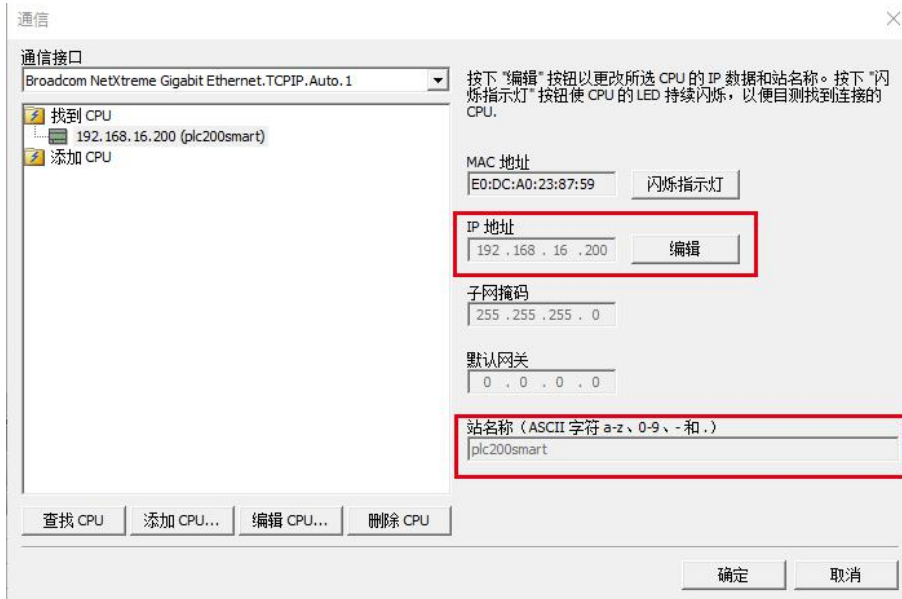 通信
通信接口
Broadcom NetXtreme Gigabit Ethernet.TCPIP.Auto.1
找到 CPU
192.168.16.200 (plc200smart)
添加 CPU
按下 "编辑" 按钮以更改所选 CPU 的 IP 数据和站名称。按下 "闪
烁指示灯" 按钮使 CPU 的 LED 持续闪烁，以便目测找到连接的
CPU.
MAC 地址
E0:DC:A0:23:87:59
闪烁指示灯
IP 地址
192 . 168 . 16 . 200
编辑
子网掩码
255 . 255 . 255 . 0
默认网关
0 . 0 . 0 . 0
站名称（ASCII 字符 a-z、0-9、- 和 .）
plc200smart
查找 CPU
添加 CPU...
编辑 CPU...
删除 CPU
确定
取消